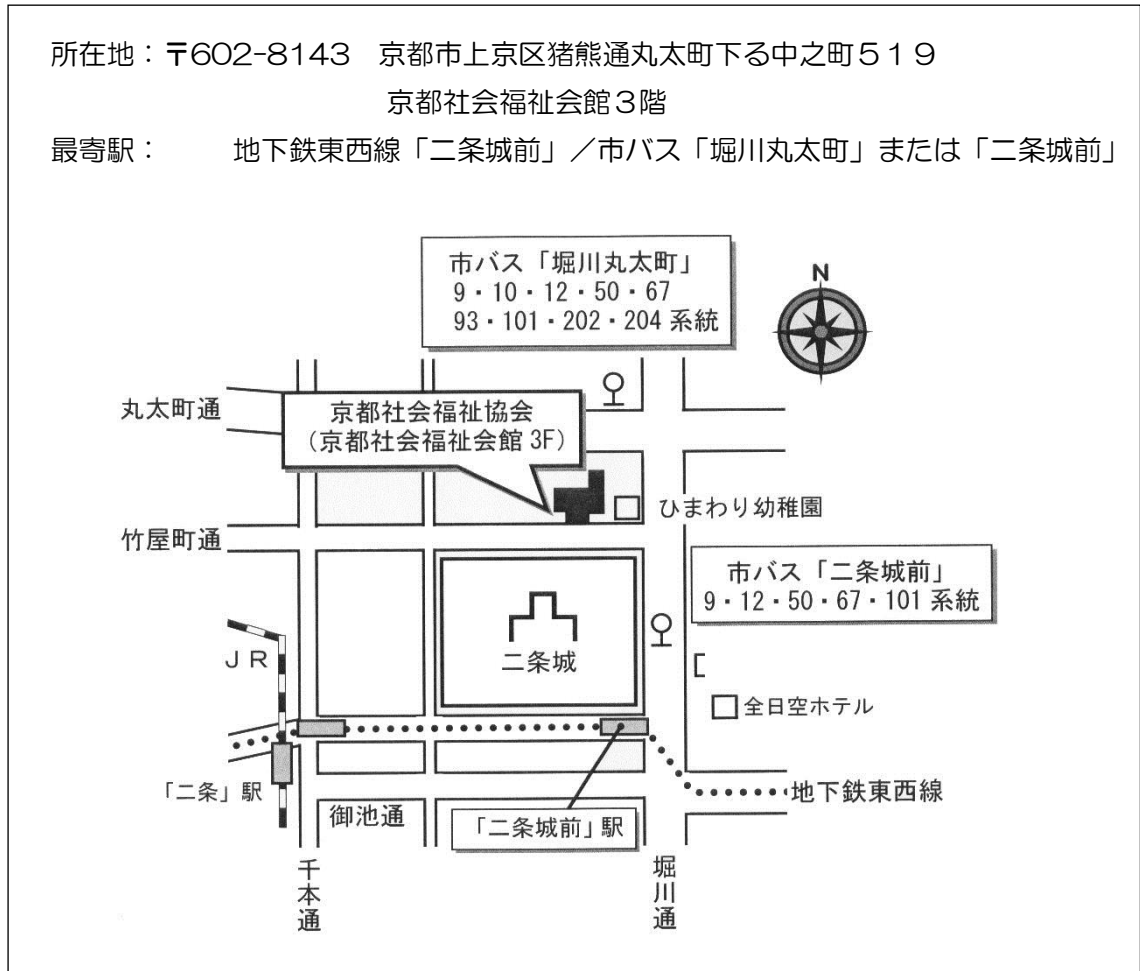 所在地：〒602-8143　京都市上京区猪熊通丸太町下る中之町５１９
京都社会福祉会館３階
最寄駅：　地下鉄東西線「二条城前」／市バス「堀川丸太町」または「二条城前」
市バス「堀川丸太町」
9・10・12・50・67
93・101・202・204 系統
N
丸太町通
京都社会福祉協会
（京都社会福祉会館 3F）
ひまわり幼稚園
竹屋町通
市バス「二条城前」
9・12・50・67・101 系統
二条城
ＪＲ
全日空ホテル
「二条」駅
地下鉄東西線
御池通
「二条城前」駅
千本通
堀川通